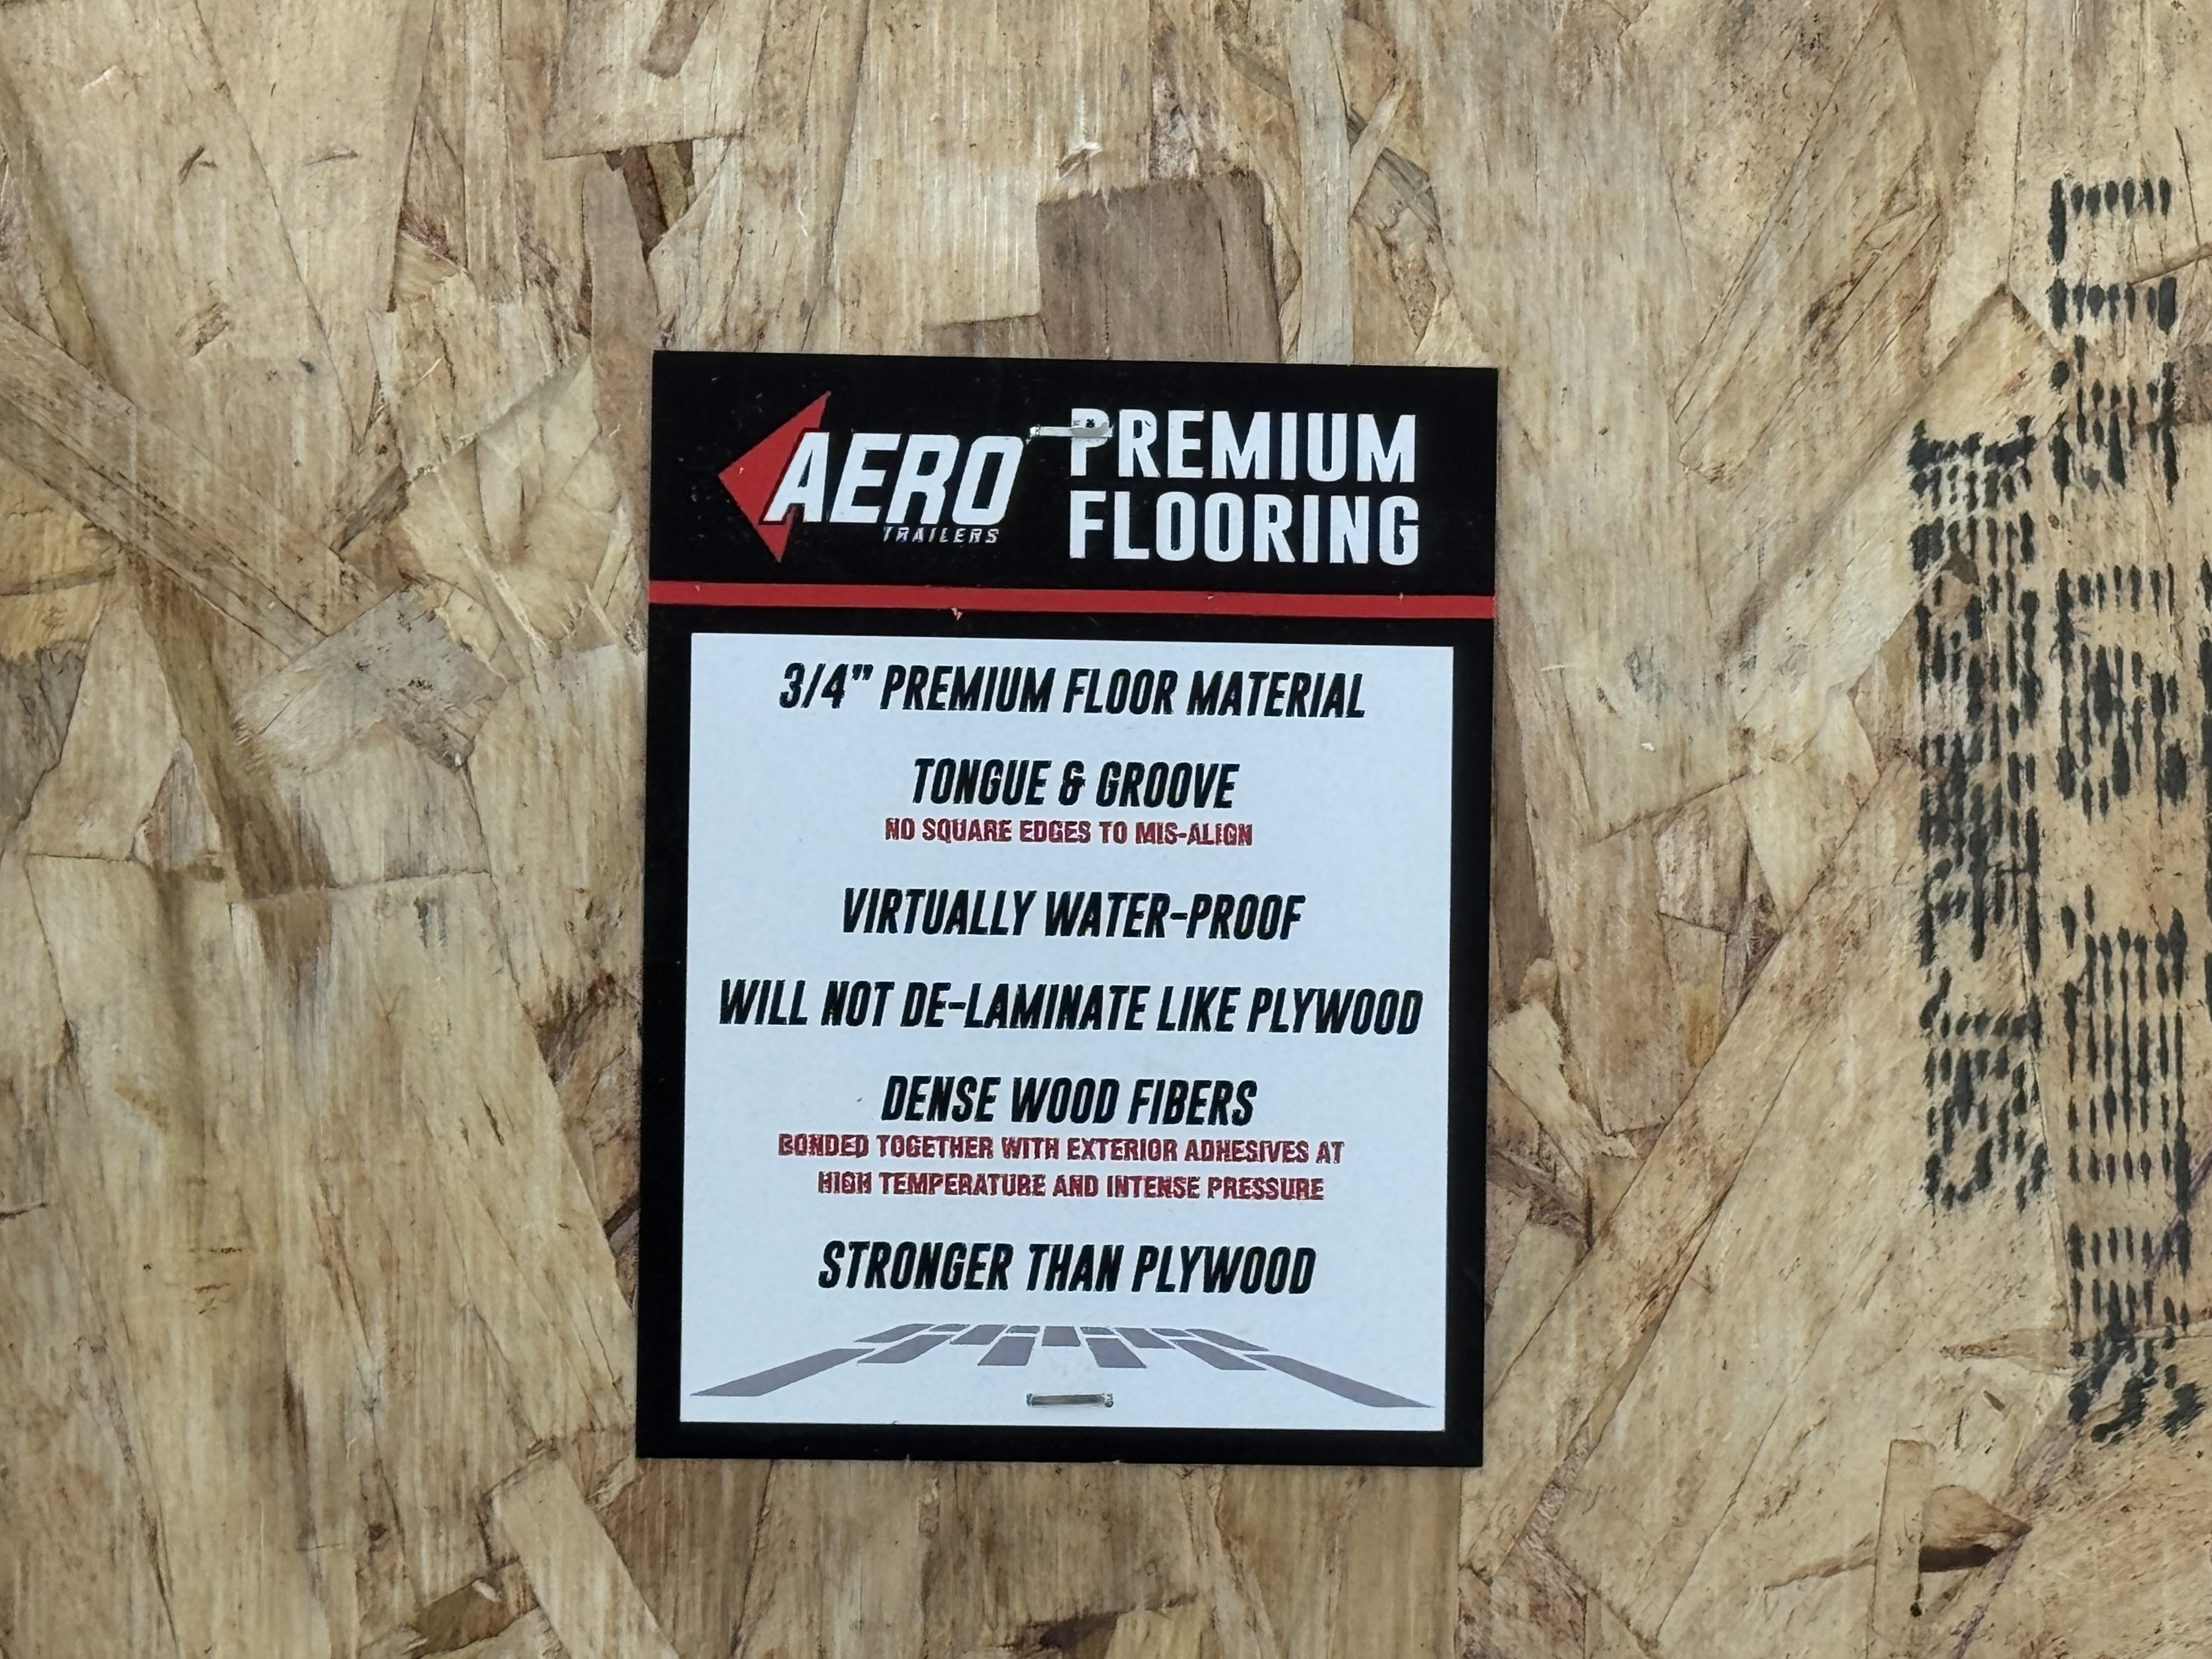 AERO
TRAILERS
PREMIUM
FLOORING
3/4” PREMIUM FLOOR MATERIAL
TONGUE & GROOVE
NO SQUARE EDGES TO MIS-ALIGN
VIRTUALLY WATER-PROOF
WILL NOT DE-LAMINATE LIKE PLYWOOD
DENSE WOOD FIBERS
BONDED TOGETHER WITH EXTERIOR ADHESIVES AT
HIGH TEMPERATURE AND INTENSE PRESSURE
STRONGER THAN PLYWOOD